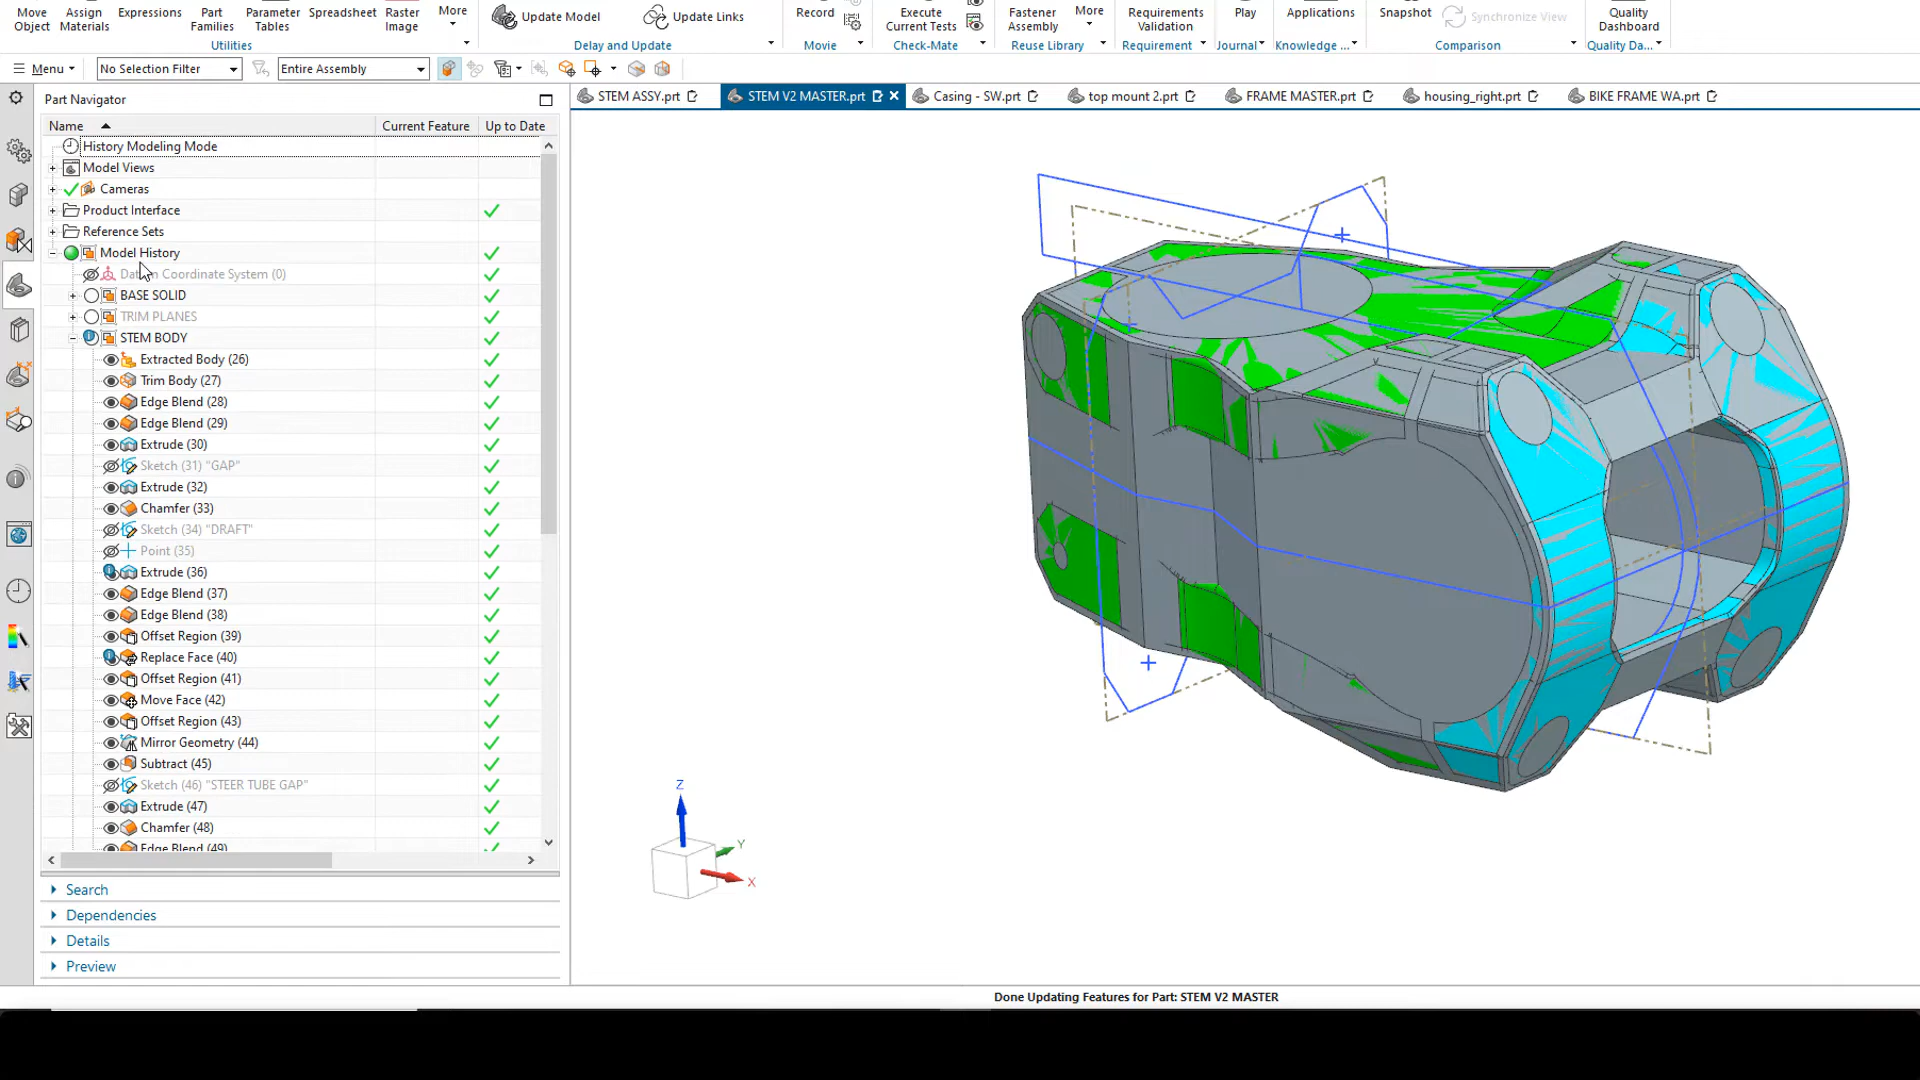 Move Object
Assign Materials
Expressions
Part Families
Parameter Tables
Spreadsheet
Raster Image
More
Utilities
Update Model
Update Links
Delay and Update
Record
Movie
Execute Current Tests
Check-Mate
Fastener Assembly
More
Reuse Library
Requirements Validation
Requirement
Play
Journal
Applications
Knowledge ...
Snapshot
Synchronize View
Comparison
Quality Dashboard
Quality Da...
Menu
No Selection Filter
Entire Assembly
Part Navigator
STEM ASSY.prt
STEM V2 MASTER.prt
Casing - SW.prt
top mount 2.prt
FRAME MASTER.prt
housing_right.prt
BIKE FRAME WA.prt
Name
Current Feature
Up to Date
History Modeling Mode
Model Views
Cameras
Product Interface
Reference Sets
Model History
Datum Coordinate System (0)
BASE SOLID
TRIM PLANES
STEM BODY
Extracted Body (26)
Trim Body (27)
Edge Blend (28)
Edge Blend (29)
Extrude (30)
Sketch (31) "GAP"
Extrude (32)
Chamfer (33)
Sketch (34) "DRAFT"
Point (35)
Extrude (36)
Edge Blend (37)
Edge Blend (38)
Offset Region (39)
Replace Face (40)
Offset Region (41)
Move Face (42)
Offset Region (43)
Mirror Geometry (44)
Subtract (45)
Sketch (46) "STEER TUBE GAP"
Extrude (47)
Chamfer (48)
Edge Blend (49)
Search
Dependencies
Details
Preview
Z
Y
X
Done Updating Features for Part: STEM V2 MASTER